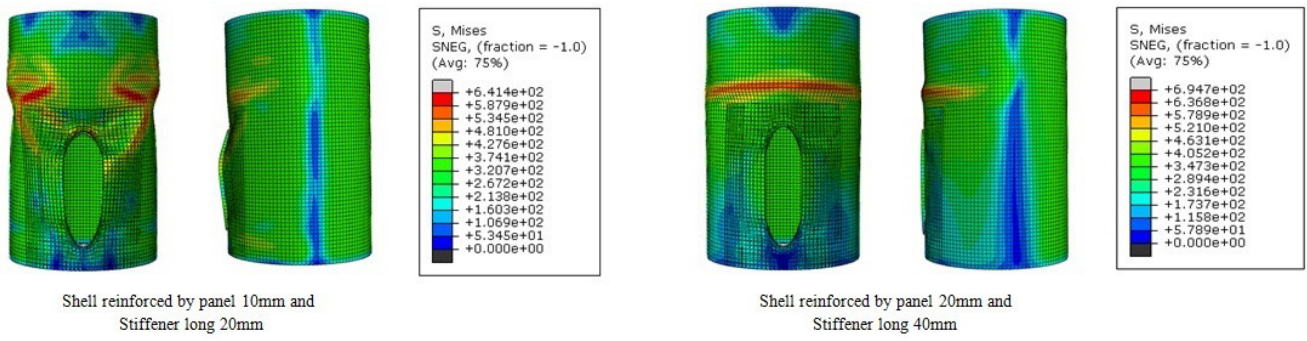 S, Mises
SNEG, (fraction = -1.0)
(Avg: 75%)
+6.414e+02
+5.879e+02
+5.345e+02
+4.810e+02
+4.276e+02
+3.741e+02
+3.207e+02
+2.672e+02
+2.138e+02
+1.603e+02
+1.069e+02
+5.345e+01
+0.000e+00
Shell reinforced by panel 10mm and
Stiffener long 20mm
S, Mises
SNEG, (fraction = -1.0)
(Avg: 75%)
+6.947e+02
+6.368e+02
+5.789e+02
+5.210e+02
+4.631e+02
+4.052e+02
+3.473e+02
+2.894e+02
+2.316e+02
+1.737e+02
+1.158e+02
+5.789e+01
+0.000e+00
Shell reinforced by panel 20mm and
Stiffener long 40mm